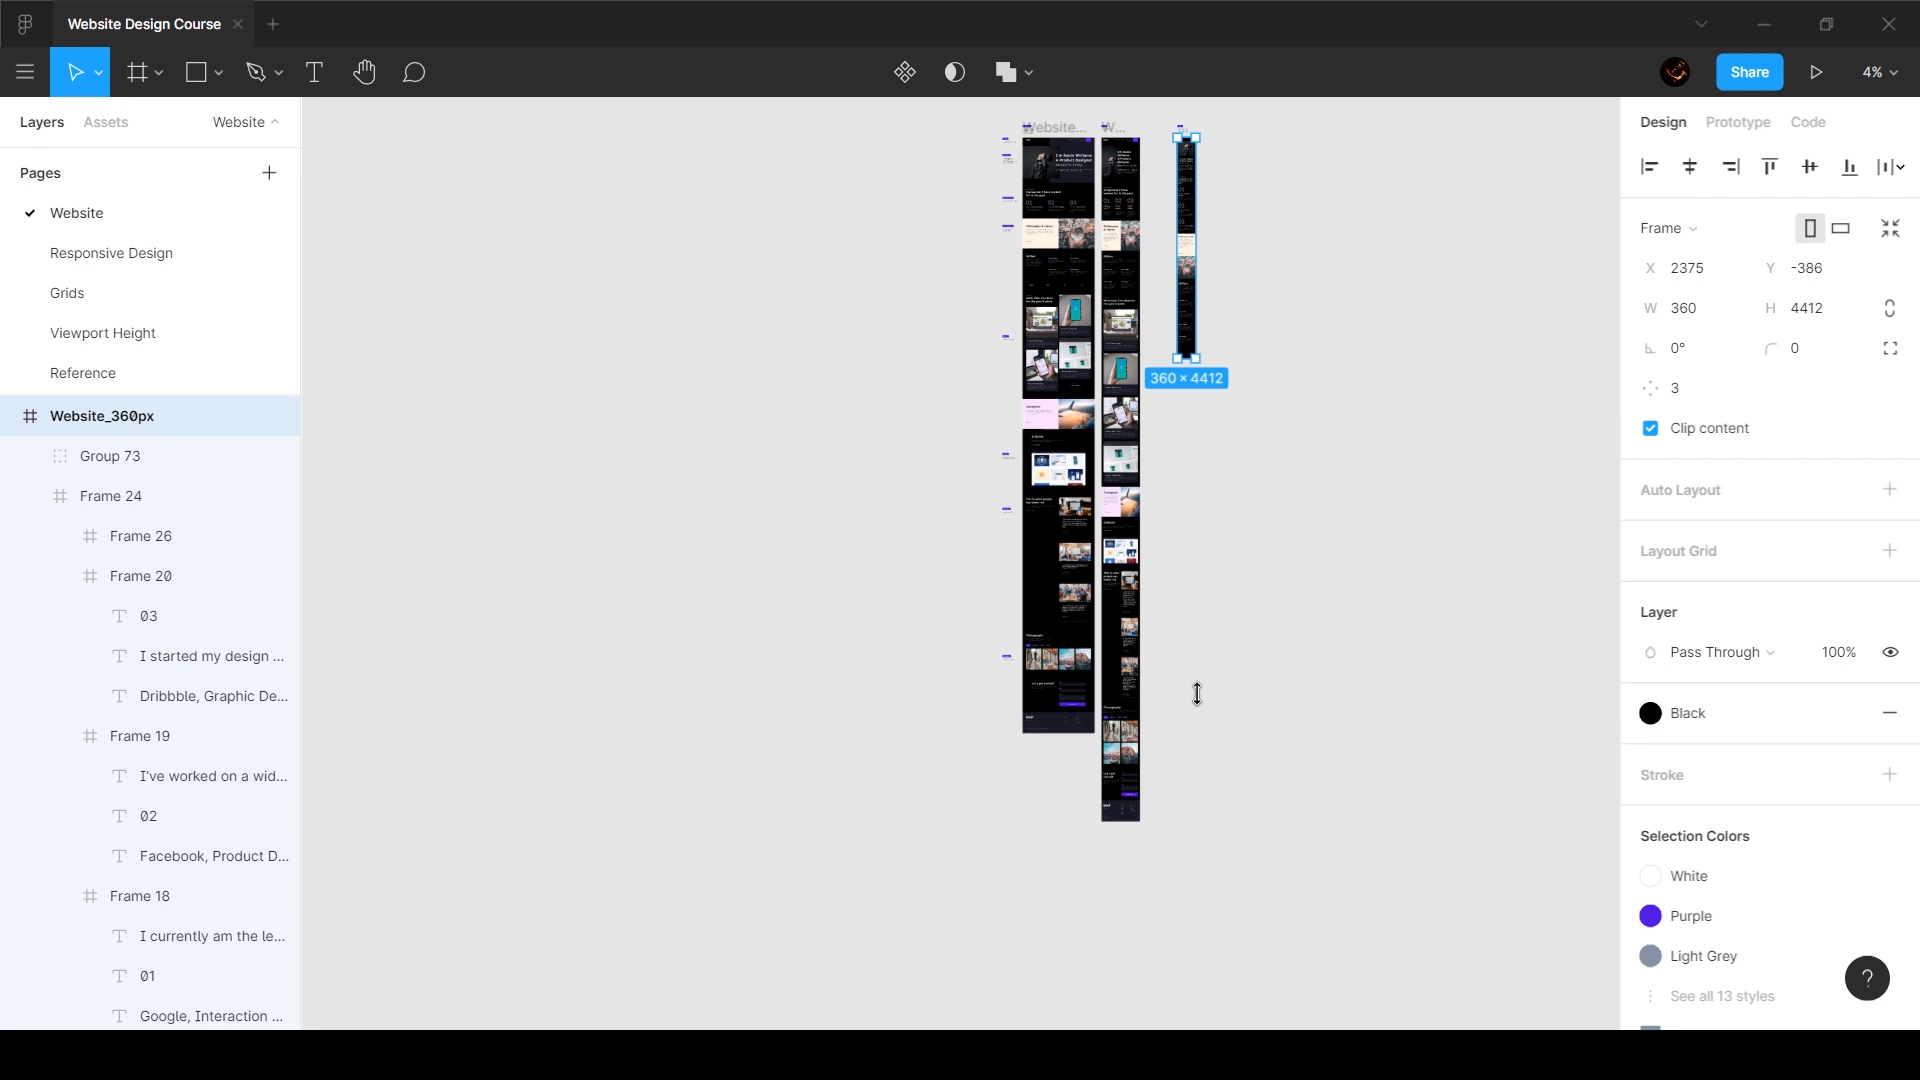 Website Design Course
Share
4%
Layers
Assets
Website
Pages
Website
Responsive Design
Grids
Viewport Height
Reference
Website_360px
Group 73
Frame 24
Frame 26
Frame 20
03
I started my design ...
Dribbble, Graphic De...
Frame 19
I've worked on a wid...
02
Facebook, Product D...
Frame 18
I currently am the le...
01
Google, Interaction ...
Website...
W...
360 × 4412
Design
Prototype
Code
Frame
X 2375
Y -386
W 360
H 4412
0°
0
3
Clip content
Auto Layout
Layout Grid
Layer
Pass Through
100%
Black
Stroke
Selection Colors
White
Purple
Light Grey
See all 13 styles
?